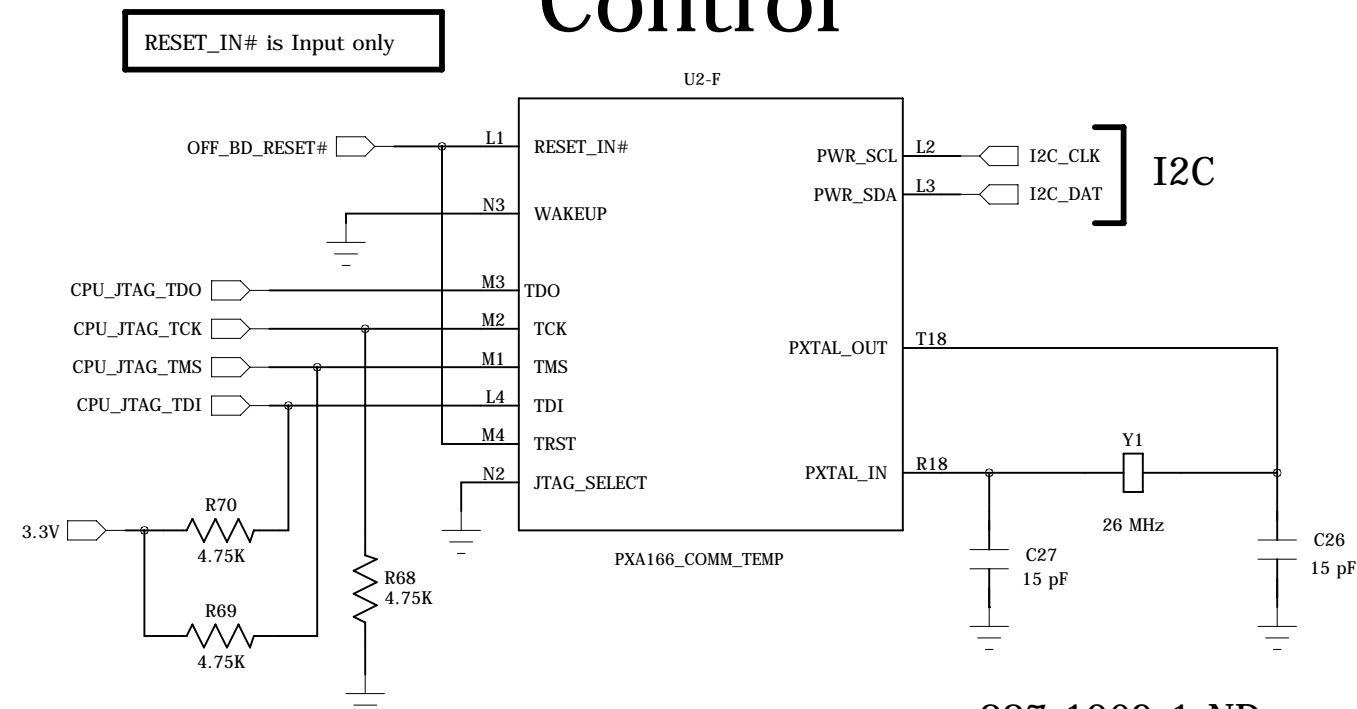 Control
RESET_IN# is Input only
U2-F
OFF_BD_RESET#
L1
RESET_IN#
PWR_SCL
L2
I2C_CLK
I2C
PWR_SDA
L3
I2C_DAT
N3
WAKEUP
CPU_JTAG_TDO
M3
TDO
CPU_JTAG_TCK
M2
TCK
PXTAL_OUT
T18
CPU_JTAG_TMS
M1
TMS
CPU_JTAG_TDI
L4
TDI
M4
TRST
Y1
PXTAL_IN
R18
N2
JTAG_SELECT
R70
3.3V
4.75K
26 MHz
PXA166_COMM_TEMP
C27
15 pF
C26
15 pF
R68
4.75K
R69
4.75K